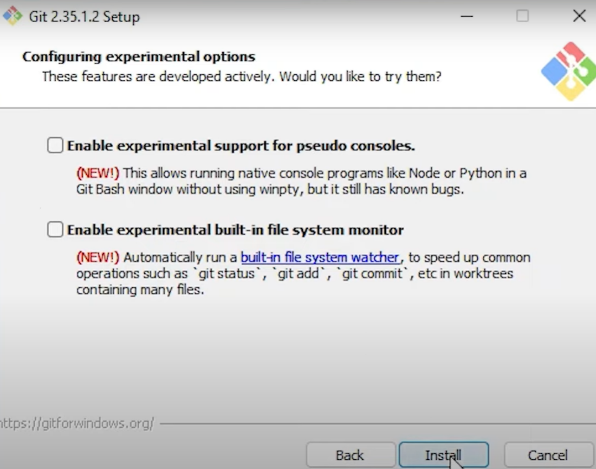 Git 2.35.1.2 Setup
Configuring experimental options
These features are developed actively. Would you like to try them?
Enable experimental support for pseudo consoles.
(NEW!) This allows running native console programs like Node or Python in a
Git Bash window without using winpty, but it still has known bugs.
Enable experimental built-in file system monitor
(NEW!) Automatically run a built-in file system watcher, to speed up common
operations such as `git status`, `git add`, `git commit`, etc in worktrees
containing many files.
https://gitforwindows.org/
Back
Install
Cancel